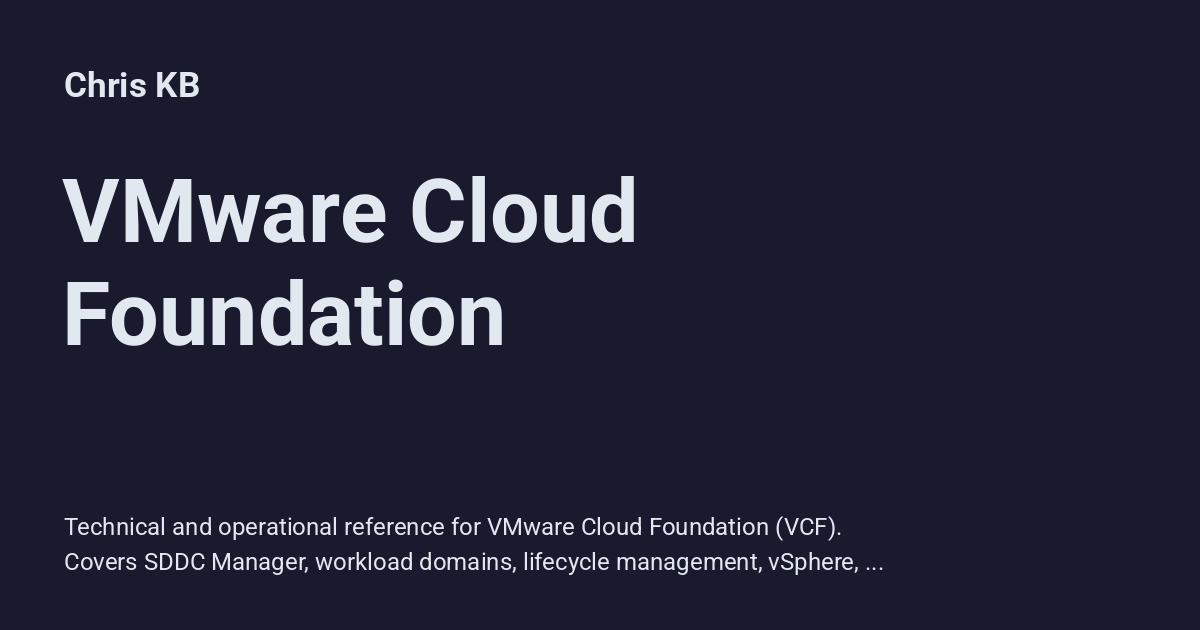 Chris KB
VMware Cloud
Foundation
Technical and operational reference for VMware Cloud Foundation (VCF).
Covers SDDC Manager, workload domains, lifecycle management, vSphere, ...